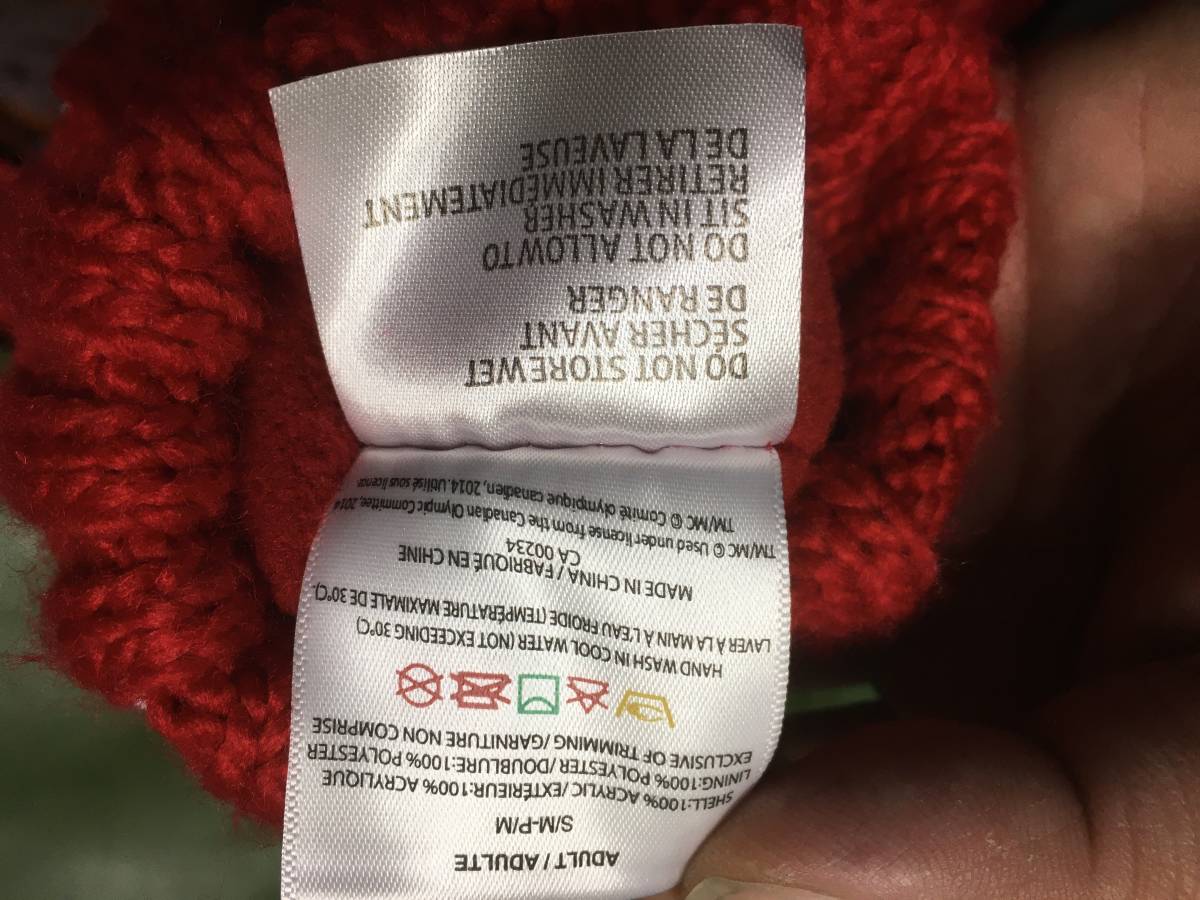 ADULT / ADULTE
S/M-P/M
SHELL:100% ACRYLIC / EXTÉRIEUR:100% ACRYLIQUE
LINING:100% POLYESTER / DOUBLURE:100% POLYESTER
EXCLUSIVE OF TRIMMING / GARNITURE NON COMPRISE
HAND WASH IN COOL WATER (NOT EXCEEDING 30°C)
LAVER À LA MAIN À L'EAU FROIDE (TEMPÉRATURE MAXIMALE DE 30°C).
MADE IN CHINA / FABRIQUÉ EN CHINE
CA 00234
TM/MC © Used under license from the Canadian Olympic Committee, 2014
TM/MC © Comité olympique canadien, 2014. Utilisé sous licence.
DO NOT STORE WET
SECHER AVANT
DE RANGER
DO NOT ALLOW TO
SIT IN WASHER
RETIRER IMMÉDIATEMENT
DE LA LAVEUSE